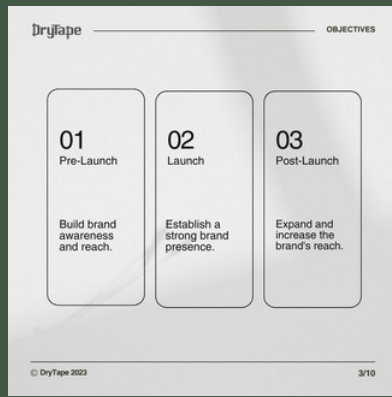 DryTape
OBJECTIVES
01
Pre-Launch
Build brand
awareness
and reach.
02
Launch
Establish a
strong brand
presence.
03
Post-Launch
Expand and
increase the
brand's reach.
© DryTape 2023
3/10